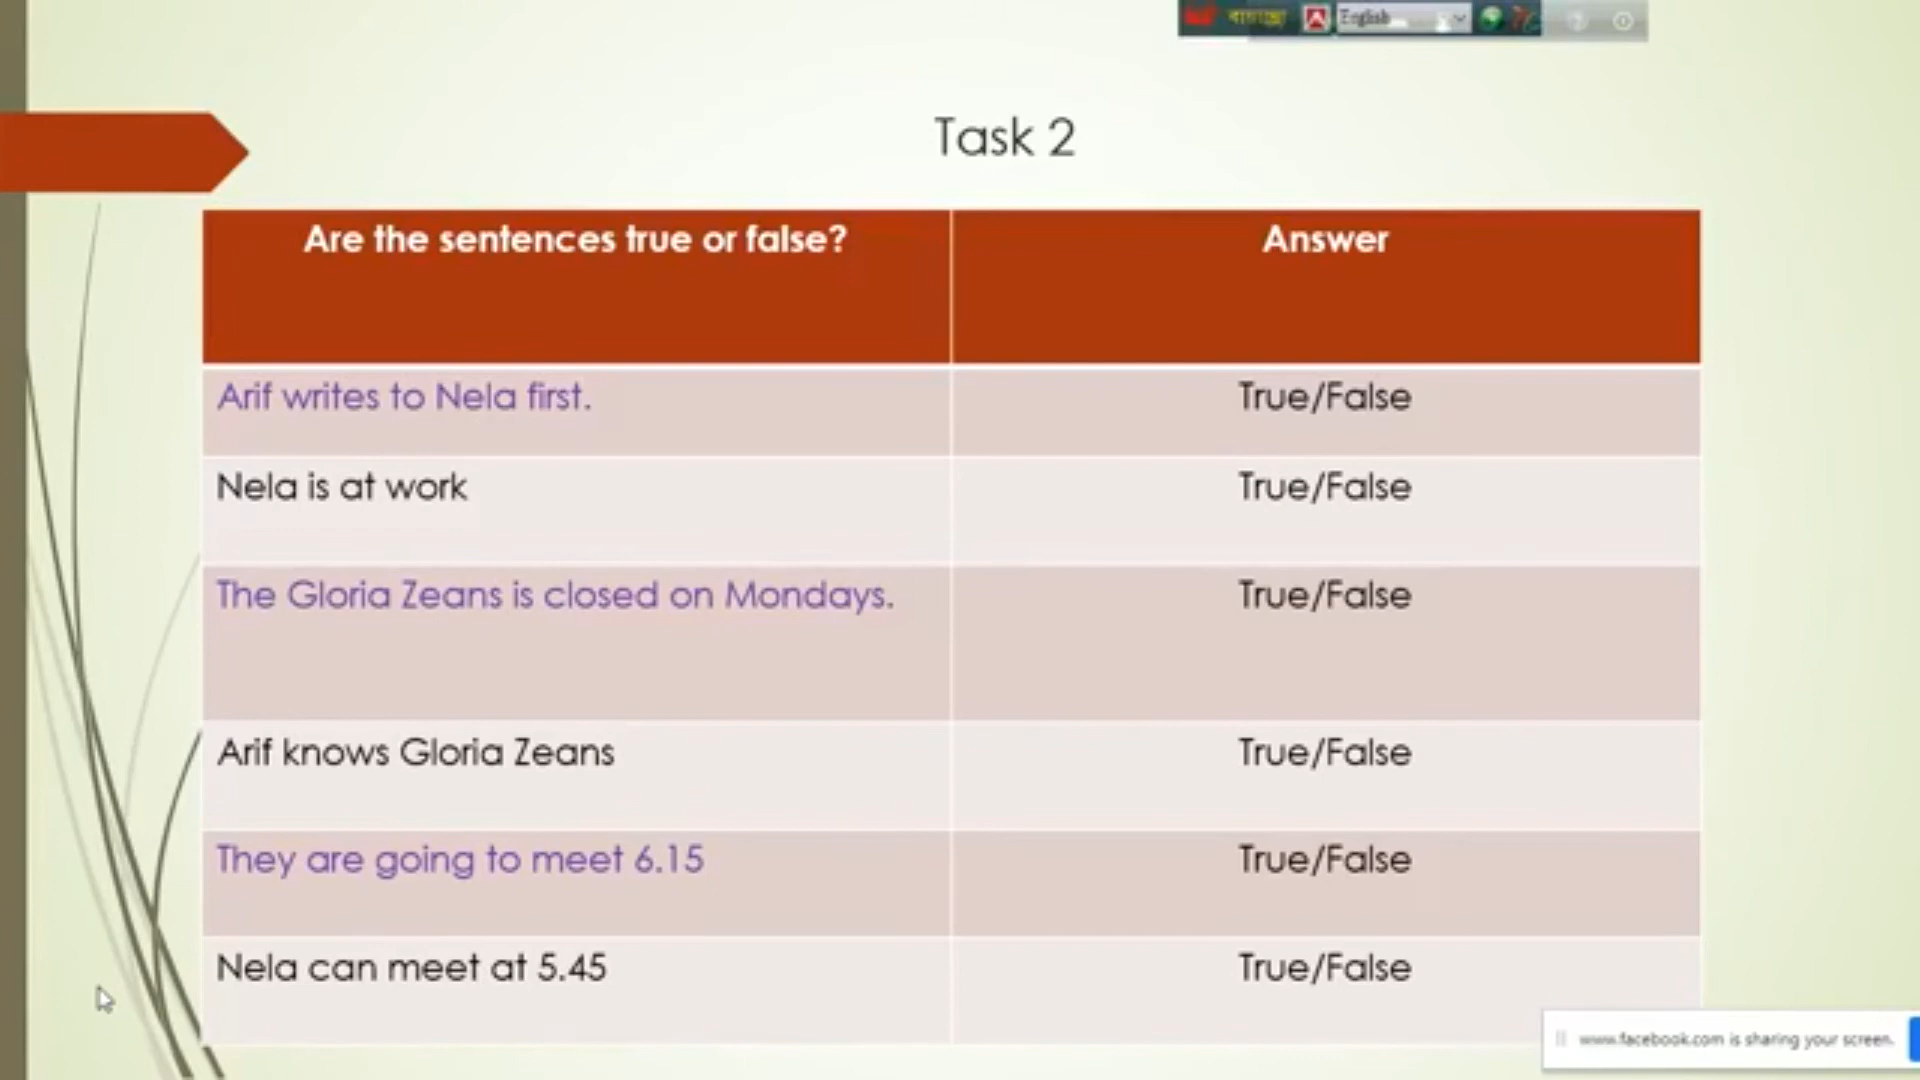 English
Task 2
Are the sentences true or false?
Answer
Arif writes to Nela first.
True/False
Nela is at work
True/False
The Gloria Zeans is closed on Mondays.
True/False
Arif knows Gloria Zeans
True/False
They are going to meet 6.15
True/False
Nela can meet at 5.45
True/False
www.facebook.com is sharing your screen.